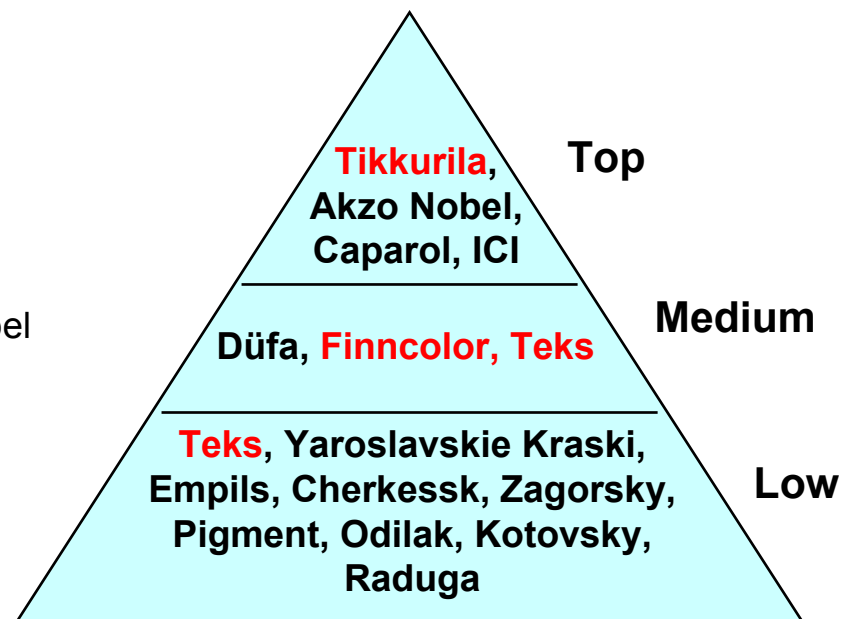 Tikkurila,
Akzo Nobel,
Caparol, ICI
Top
el
Düfa, Finncolor, Teks
Medium
Teks, Yaroslavskie Kraski,
Empils, Cherkessk, Zagorsky,
Pigment, Odilak, Kotovsky,
Raduga
Low